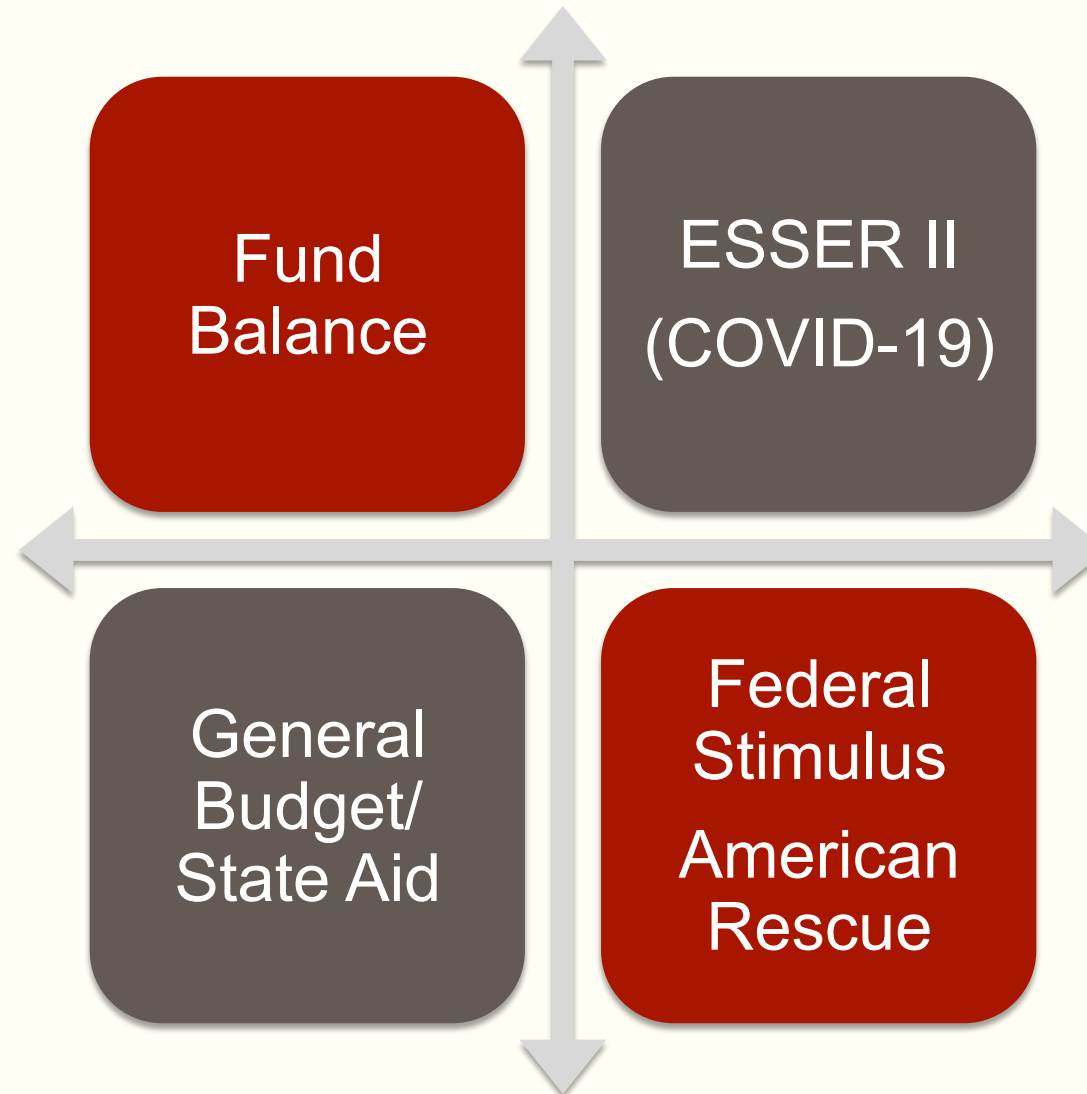 Fund
Balance
ESSER II
(COVID-19)
General
Budget/
State Aid
Federal
Stimulus
American
Rescue